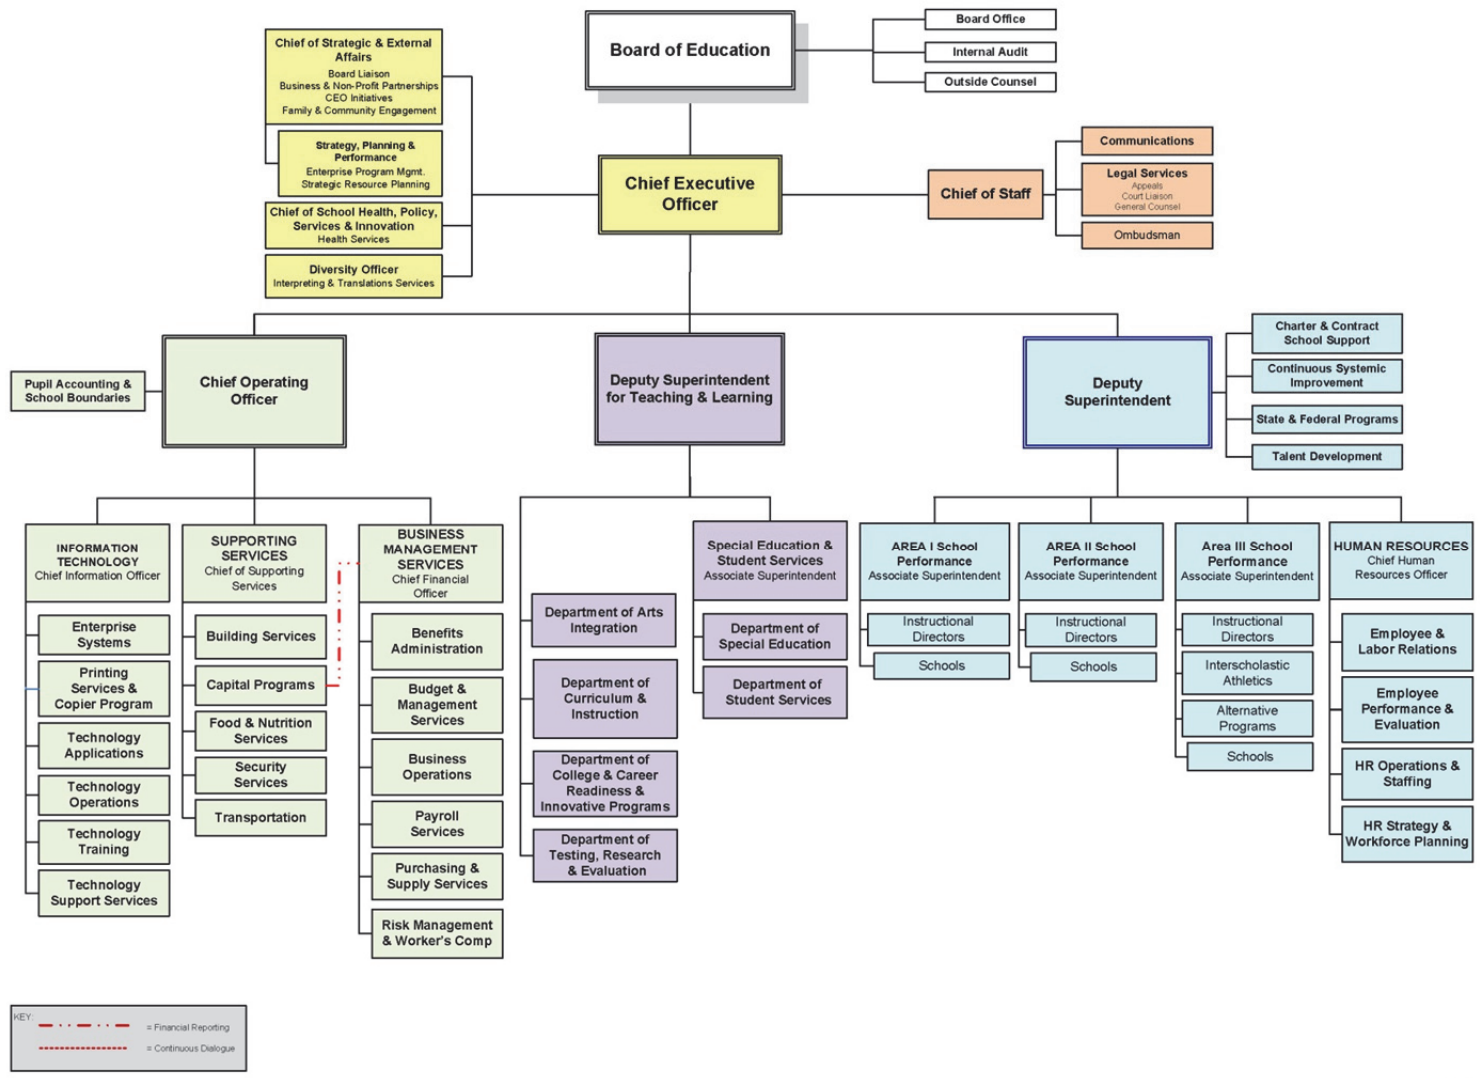 Board of Education
Board Office
Internal Audit
Outside Counsel
Chief of Strategic & External
Affairs
Board Liaison
Business & Non-Profit Partnerships
CEO Initiatives
Family & Community Engagement
Strategy, Planning &
Performance
Enterprise Program Mgmt.
Strategic Resource Planning
Chief of School Health, Policy,
Services & Innovation
Health Services
Diversity Officer
Interpreting & Translations Services
Chief Executive
Officer
Chief of Staff
Communications
Legal Services
Appeals
Court Liaison
General Counsel
Ombudsman
Pupil Accounting &
School Boundaries
Chief Operating
Officer
Deputy Superintendent
for Teaching & Learning
Deputy
Superintendent
Charter & Contract
School Support
Continuous Systemic
Improvement
State & Federal Programs
Talent Development
INFORMATION
TECHNOLOGY
Chief Information Officer
Enterprise
Systems
Printing
Services &
Copier Program
Technology
Applications
Technology
Operations
Technology
Training
Technology
Support Services
SUPPORTING
SERVICES
Chief of Supporting
Services
Building Services
Capital Programs
Food & Nutrition
Services
Security
Services
Transportation
BUSINESS
MANAGEMENT
SERVICES
Chief Financial
Officer
Benefits
Administration
Budget &
Management
Services
Business
Operations
Payroll
Services
Purchasing &
Supply Services
Risk Management
& Worker's Comp
Department of Arts
Integration
Department of
Curriculum &
Instruction
Department of
College & Career
Readiness &
Innovative Programs
Department of
Testing, Research
& Evaluation
Special Education &
Student Services
Associate Superintendent
Department of
Special Education
Department of
Student Services
AREA I School
Performance
Associate Superintendent
Instructional
Directors
Schools
AREA II School
Performance
Associate Superintendent
Instructional
Directors
Schools
Area III School
Performance
Associate Superintendent
Instructional
Directors
Interscholastic
Athletics
Alternative
Programs
Schools
HUMAN RESOURCES
Chief Human
Resources Officer
Employee &
Labor Relations
Employee
Performance &
Evaluation
HR Operations &
Staffing
HR Strategy &
Workforce Planning
KEY:
= Financial Reporting
= Continuous Dialogue